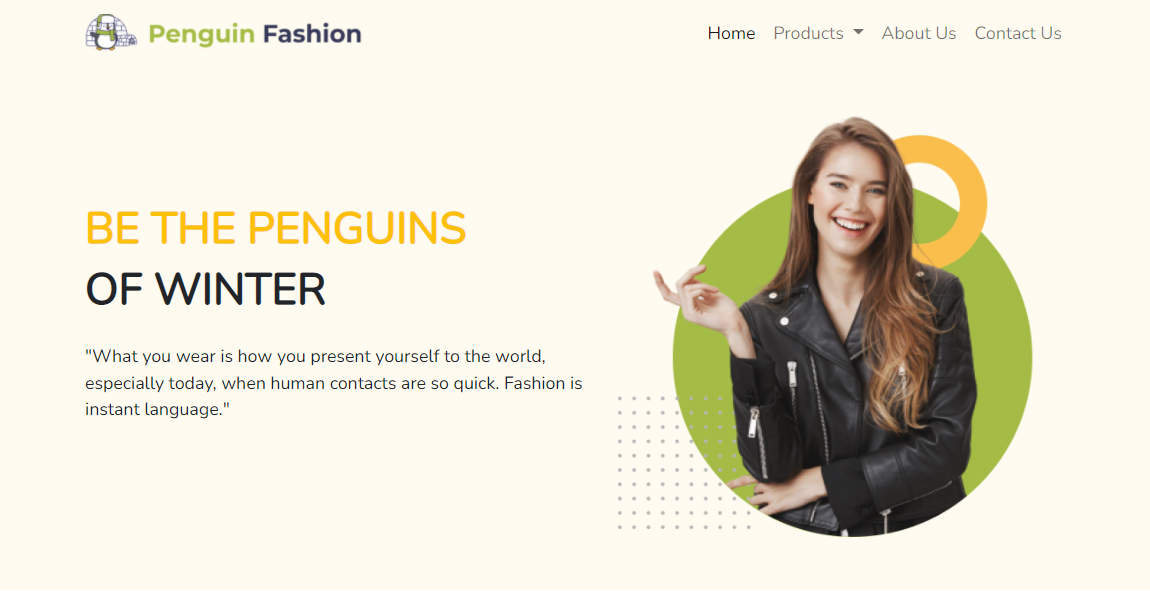 Penguin Fashion
Home Products About Us Contact Us
BE THE PENGUINS
OF WINTER
"What you wear is how you present yourself to the world,
especially today, when human contacts are so quick. Fashion is
instant language."